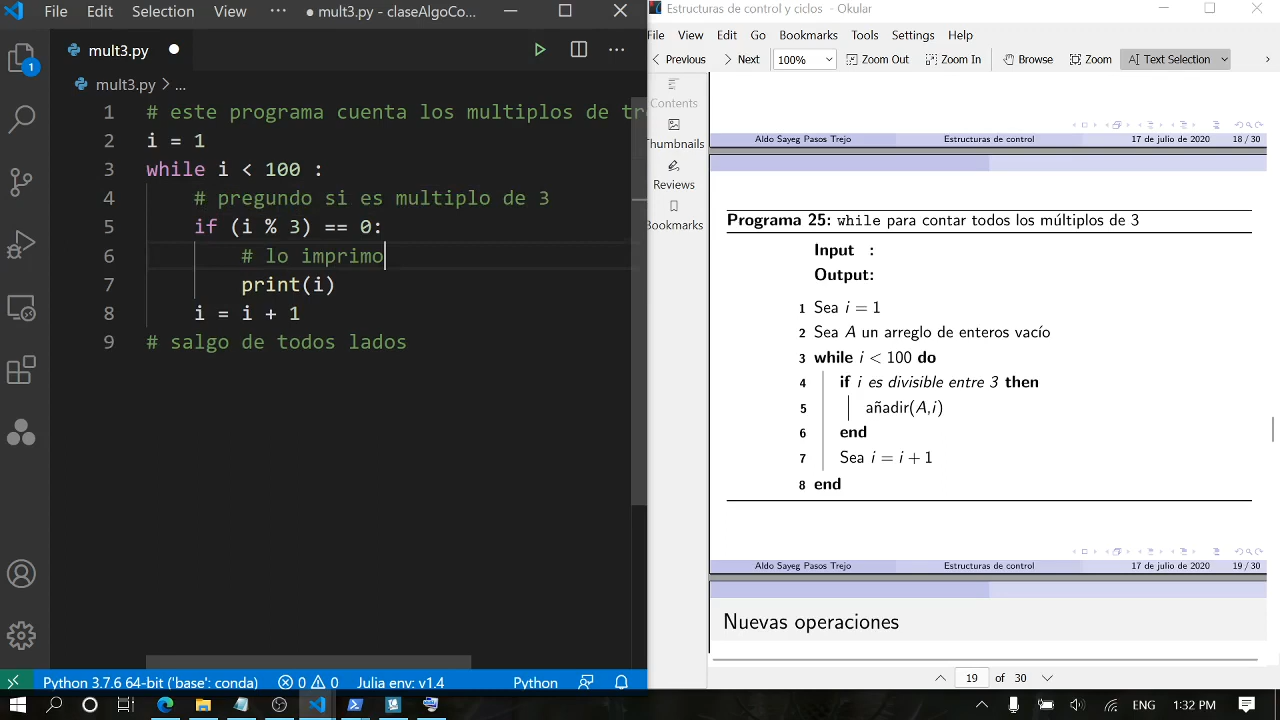 File Edit Selection View ··· ● mult3.py - claseAlgoCo...
Estructuras de control y ciclos - Okular
mult3.py
mult3.py > ...
1 # este programa cuenta los multiplos de tr
2 i = 1
3 while i < 100 :
4 # pregundo si es multiplo de 3
5 if (i % 3) == 0:
6 # lo imprimo
7 print(i)
8 i = i + 1
9 # salgo de todos lados
1
Python 3.7.6 64-bit ('base': conda) 0 0 Julia env: v1.4 Python
File View Edit Go Bookmarks Tools Settings Help
Previous Next 100% Zoom Out Zoom In Browse Zoom Text Selection
Contents
Thumbnails
Reviews
Bookmarks
Aldo Sayeg Pasos Trejo Estructuras de control 17 de julio de 2020 18 / 30
Programa 25: while para contar todos los múltiplos de 3
Input :
Output:
1 Sea i = 1
2 Sea A un arreglo de enteros vacío
3 while i < 100 do
4 if i es divisible entre 3 then
5 añadir(A,i)
6 end
7 Sea i = i + 1
8 end
Aldo Sayeg Pasos Trejo Estructuras de control 17 de julio de 2020 19 / 30
Nuevas operaciones
19 of 30
1:32 PM